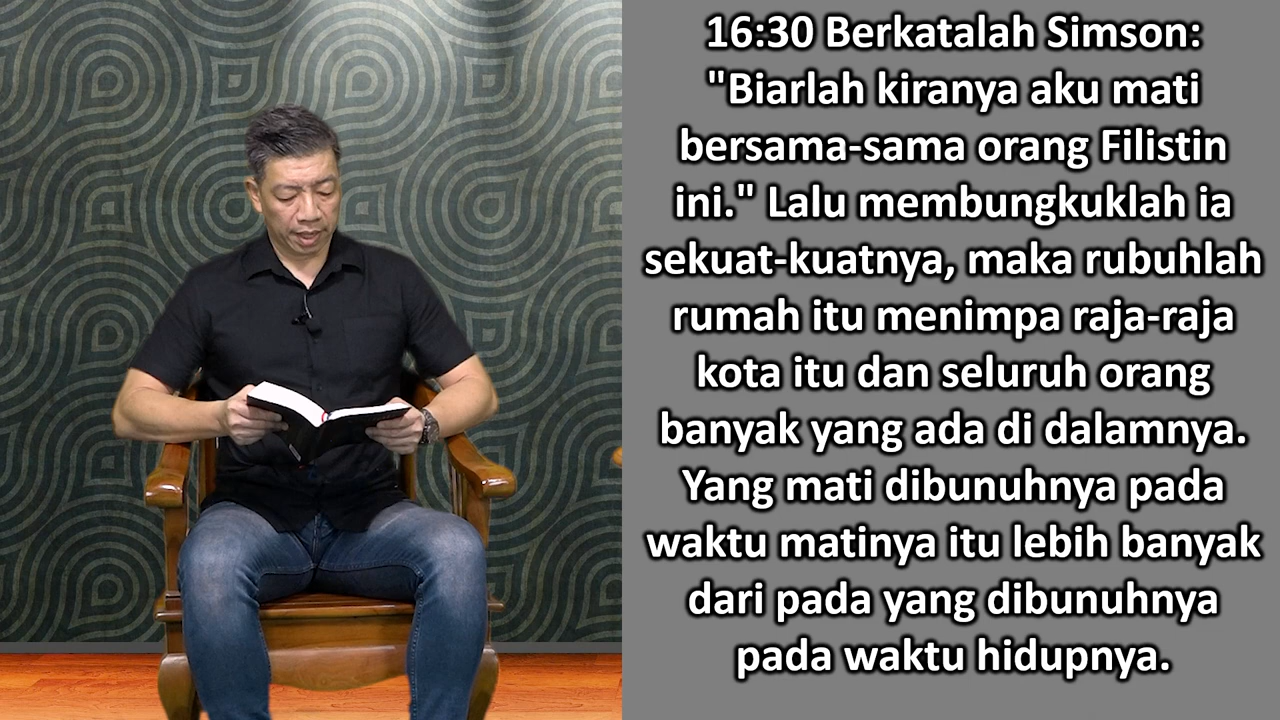 16:30 Berkatalah Simson:
"Biarlah kiranya aku mati
bersama-sama orang Filistin
ini." Lalu membungkuklah ia
sekuat-kuatnya, maka rubuhlah
rumah itu menimpa raja-raja
kota itu dan seluruh orang
banyak yang ada di dalamnya.
Yang mati dibunuhnya pada
waktu matinya itu lebih banyak
dari pada yang dibunuhnya
pada waktu hidupnya.